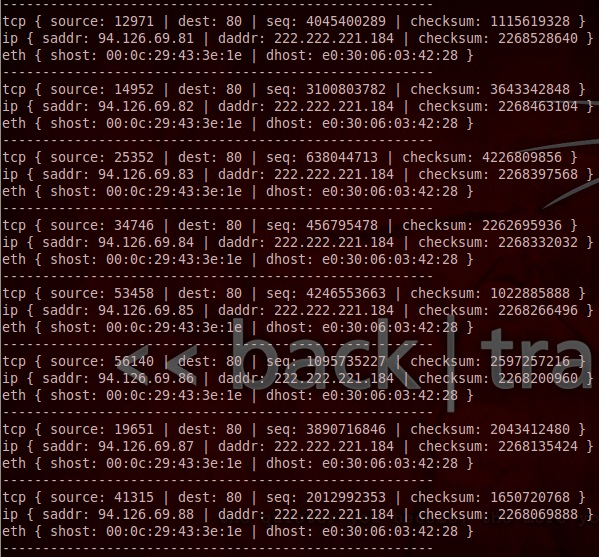 ------------------------------------------------------
tcp { source: 12971 | dest: 80 | seq: 4045400289 | checksum: 1115619328 }
ip { saddr: 94.126.69.81 | daddr: 222.222.221.184 | checksum: 2268528640 }
eth { shost: 00:0c:29:43:3e:1e | dhost: e0:30:06:03:42:28 }
------------------------------------------------------
tcp { source: 14952 | dest: 80 | seq: 3100803782 | checksum: 3643342848 }
ip { saddr: 94.126.69.82 | daddr: 222.222.221.184 | checksum: 2268463104 }
eth { shost: 00:0c:29:43:3e:1e | dhost: e0:30:06:03:42:28 }
------------------------------------------------------
tcp { source: 25352 | dest: 80 | seq: 638044713 | checksum: 4226809856 }
ip { saddr: 94.126.69.83 | daddr: 222.222.221.184 | checksum: 2268397568 }
eth { shost: 00:0c:29:43:3e:1e | dhost: e0:30:06:03:42:28 }
------------------------------------------------------
tcp { source: 34746 | dest: 80 | seq: 456795478 | checksum: 2262695936 }
ip { saddr: 94.126.69.84 | daddr: 222.222.221.184 | checksum: 2268332032 }
eth { shost: 00:0c:29:43:3e:1e | dhost: e0:30:06:03:42:28 }
------------------------------------------------------
tcp { source: 53458 | dest: 80 | seq: 4246553663 | checksum: 1022885888 }
ip { saddr: 94.126.69.85 | daddr: 222.222.221.184 | checksum: 2268266496 }
eth { shost: 00:0c:29:43:3e:1e | dhost: e0:30:06:03:42:28 }
------------------------------------------------------
tcp { source: 56140 | dest: 80 | seq: 1095735227 | checksum: 2597257216 }
ip { saddr: 94.126.69.86 | daddr: 222.222.221.184 | checksum: 2268200960 }
eth { shost: 00:0c:29:43:3e:1e | dhost: e0:30:06:03:42:28 }
<< back | tra
------------------------------------------------------
tcp { source: 19651 | dest: 80 | seq: 3890716846 | checksum: 2043412480 }
ip { saddr: 94.126.69.87 | daddr: 222.222.221.184 | checksum: 2268135424 }
eth { shost: 00:0c:29:43:3e:1e | dhost: e0:30:06:03:42:28 }
------------------------------------------------------
tcp { source: 41315 | dest: 80 | seq: 2012992353 | checksum: 1650720768 }
ip { saddr: 94.126.69.88 | daddr: 222.222.221.184 | checksum: 2268069888 }
eth { shost: 00:0c:29:43:3e:1e | dhost: e0:30:06:03:42:28 }
------------------------------------------------------